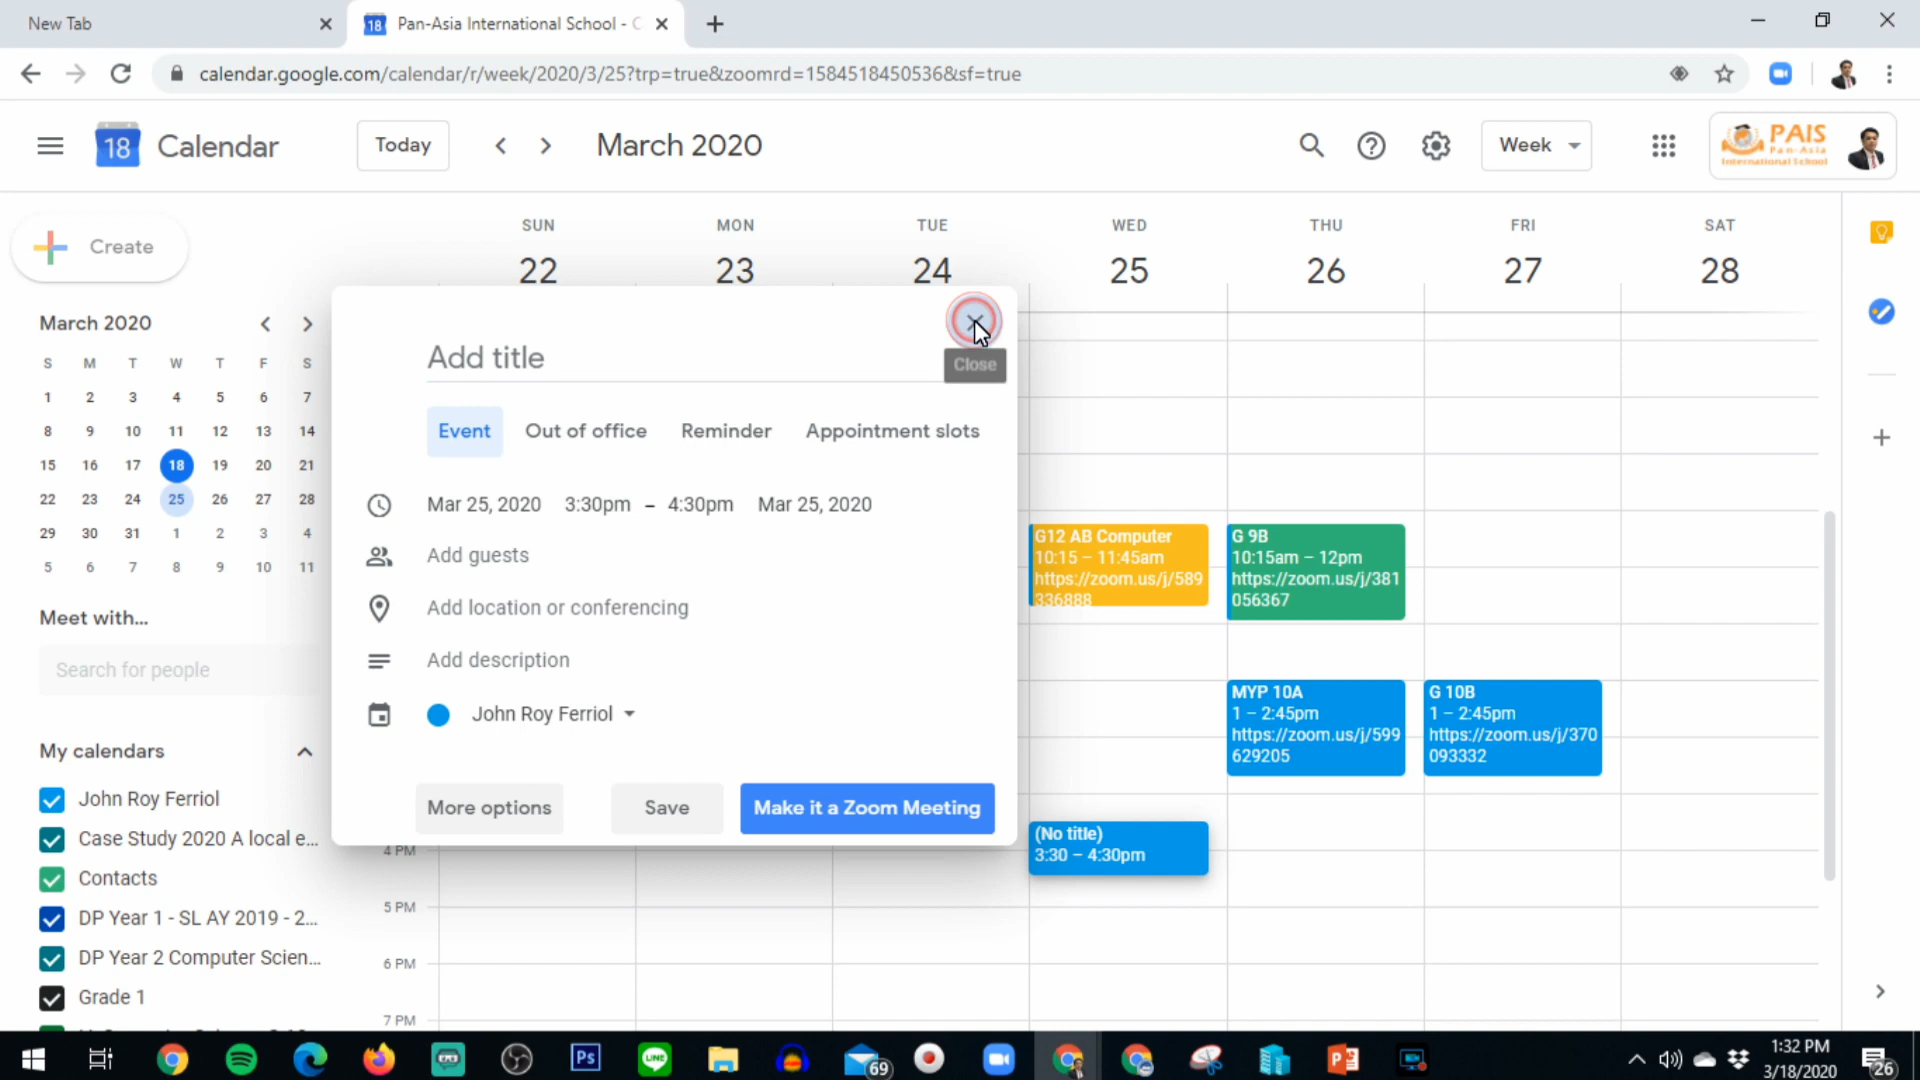 New Tab
Pan-Asia International School - C
calendar.google.com/calendar/r/week/2020/3/25?trp=true&zoomrd=1584518450536&sf=true
18
Calendar
Today
March 2020
Week
PAIS
Pan-Asia
International School
Create
SUN MON TUE WED THU FRI SAT
22 23 24 25 26 27 28
March 2020
S M T W T F S
1 2 3 4 5 6 7
8 9 10 11 12 13 14
15 16 17 18 19 20 21
22 23 24 25 26 27 28
29 30 31 1 2 3 4
5 6 7 8 9 10 11
Meet with...
Search for people
My calendars
John Roy Ferriol
Case Study 2020 A local e...
Contacts
DP Year 1 - SL AY 2019 - 2...
DP Year 2 Computer Scien...
Grade 1
Add title
Close
Event Out of office Reminder Appointment slots
Mar 25, 2020 3:30pm – 4:30pm Mar 25, 2020
Add guests
Add location or conferencing
Add description
John Roy Ferriol
More options Save Make it a Zoom Meeting
G12 AB Computer
10:15 – 11:45am
https://zoom.us/j/589
336888
G 9B
10:15am – 12pm
https://zoom.us/j/381
056367
MYP 10A
1 – 2:45pm
https://zoom.us/j/599
629205
G 10B
1 – 2:45pm
https://zoom.us/j/370
093332
(No title)
3:30 – 4:30pm
4 PM
5 PM
6 PM
7 PM
Ps
LINE
69
1:32 PM
3/18/2020
26